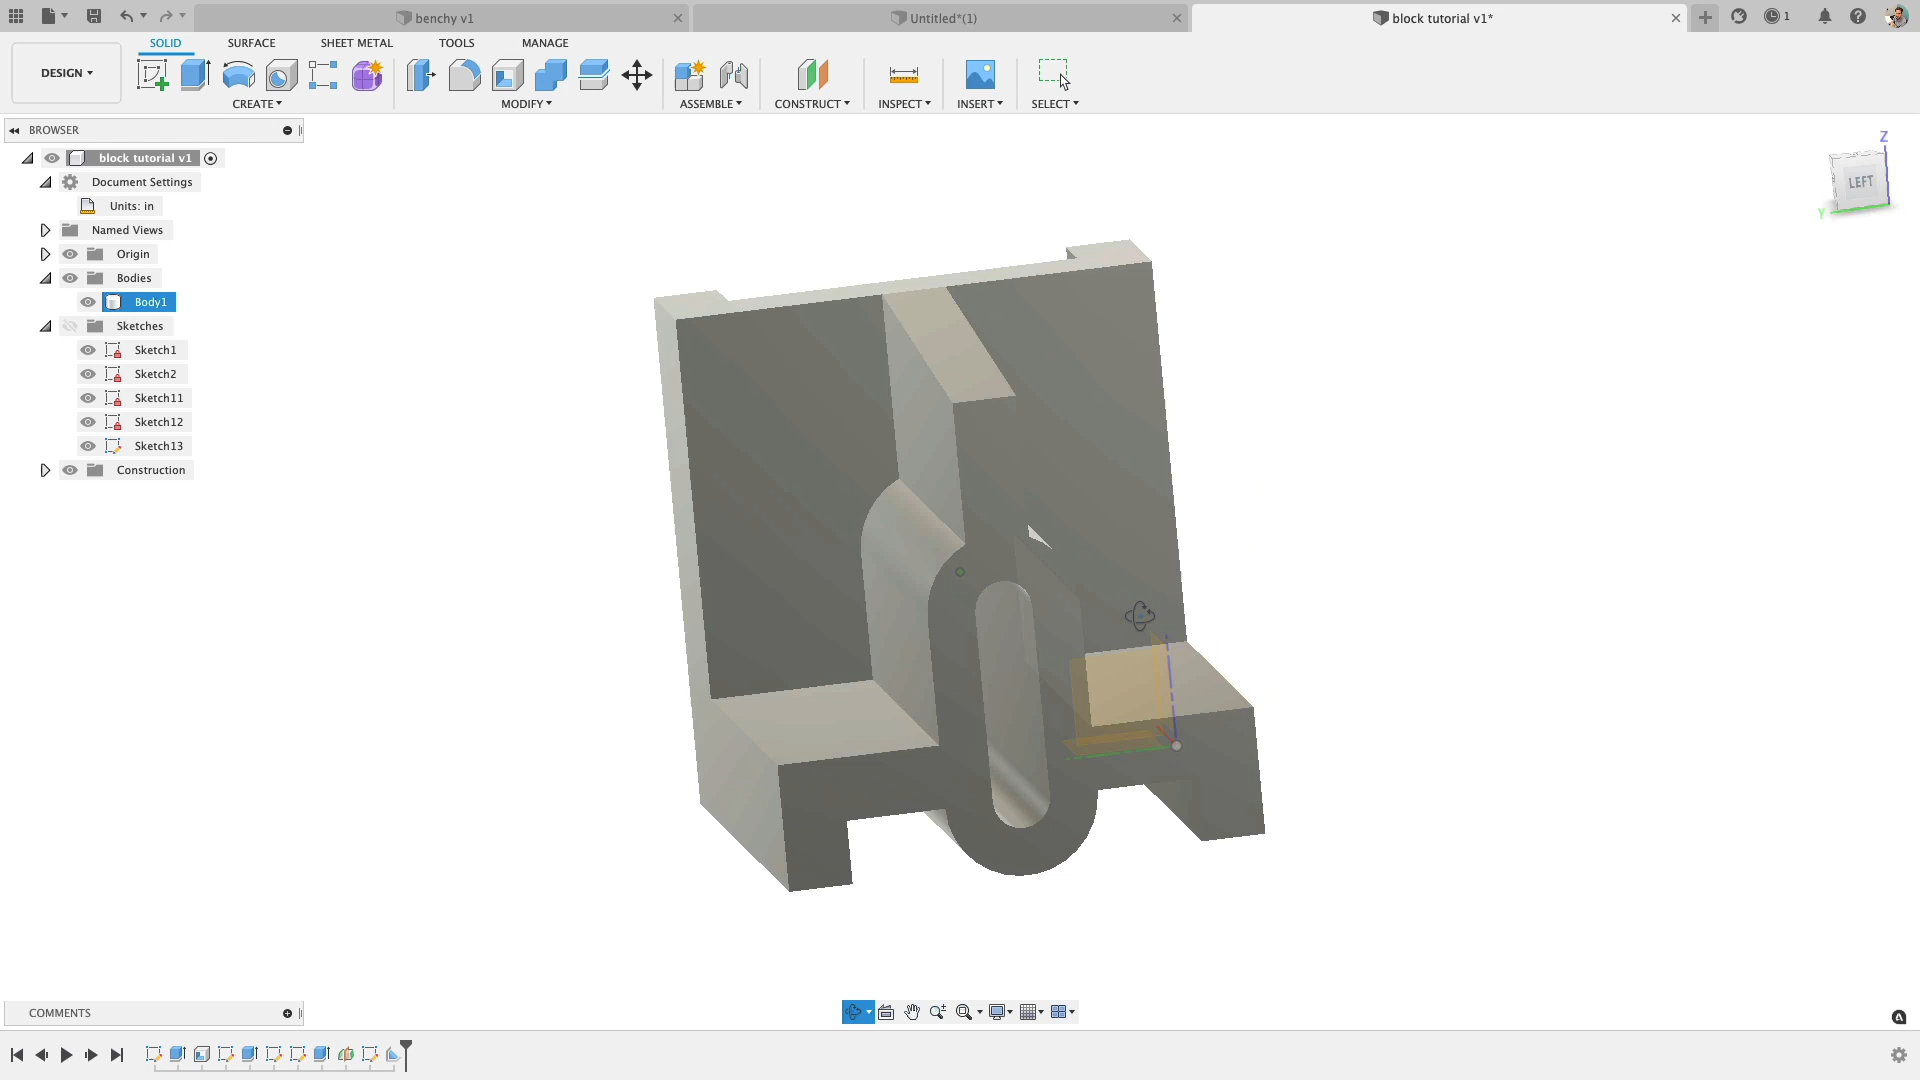 benchy v1
Untitled*(1)
block tutorial v1*
1
SOLID
SURFACE
SHEET METAL
TOOLS
MANAGE
DESIGN
CREATE
MODIFY
ASSEMBLE
CONSTRUCT
INSPECT
INSERT
SELECT
BROWSER
block tutorial v1
Document Settings
Units: in
Named Views
Origin
Bodies
Body1
Sketches
Sketch1
Sketch2
Sketch11
Sketch12
Sketch13
Construction
Z
LEFT
Y
COMMENTS